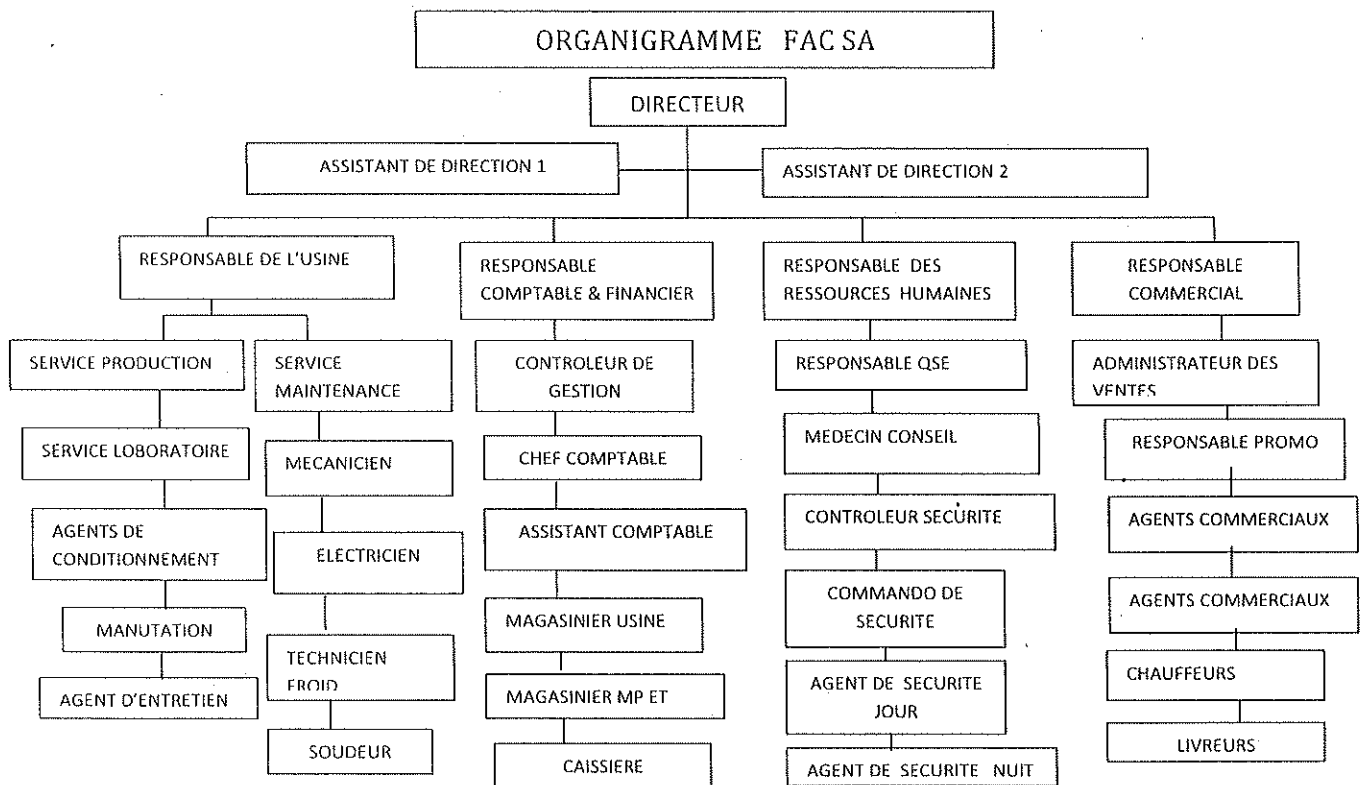 ORGANIGRAMME FAC SA
DIRECTEUR
ASSISTANT DE DIRECTION 1
ASSISTANT DE DIRECTION 2
RESPONSABLE DE L'USINE
RESPONSABLE
COMPTABLE & FINANCIER
RESPONSABLE DES
RESSOURCES HUMAINES
RESPONSABLE
COMMERCIAL
SERVICE PRODUCTION
SERVICE
MAINTENANCE
CONTROLEUR DE
GESTION
RESPONSABLE QSE
ADMINISTRATEUR DES
VENTES
SERVICE LOBORATOIRE
MECANICIEN
CHEF COMPTABLE
MEDECIN CONSEIL
RESPONSABLE PROMO
AGENTS DE
CONDITIONNEMENT
ELECTRICIEN
ASSISTANT COMPTABLE
CONTROLEUR SECURITE
AGENTS COMMERCIAUX
MANUTATION
TECHNICIEN
FROID
MAGASINIER USINE
COMMANDO DE
SECURITE
AGENTS COMMERCIAUX
AGENT D'ENTRETIEN
SOUDEUR
MAGASINIER MP ET
AGENT DE SECURITE
JOUR
CHAUFFEURS
CAISSIERE
AGENT DE SECURITE NUIT
LIVREURS